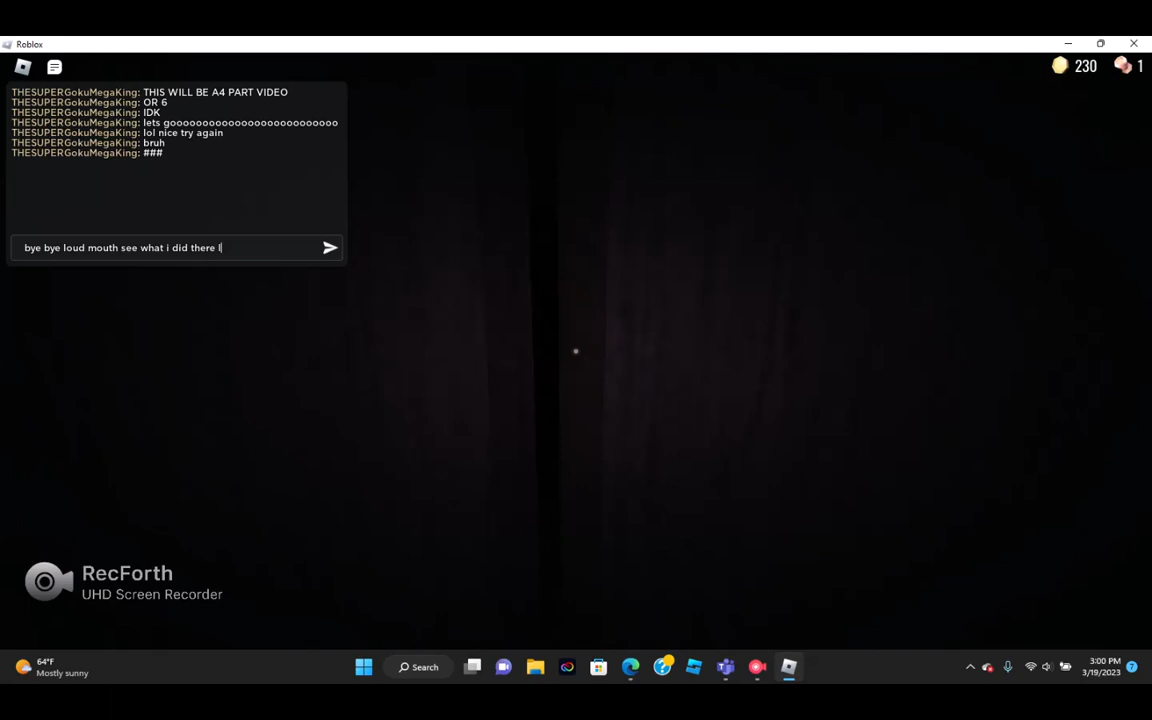 Roblox
230
1
THESUPERGokuMegaKing: THIS WILL BE A4 PART VIDEO
THESUPERGokuMegaKing: OR 6
THESUPERGokuMegaKing: IDK
THESUPERGokuMegaKing: lets goooooooooooooooooooooooooo
THESUPERGokuMegaKing: lol nice try again
THESUPERGokuMegaKing: bruh
THESUPERGokuMegaKing: ###
bye bye loud mouth see what i did there l
RecForth
UHD Screen Recorder
64°F
Mostly sunny
Search
3:00 PM
3/19/2023
7